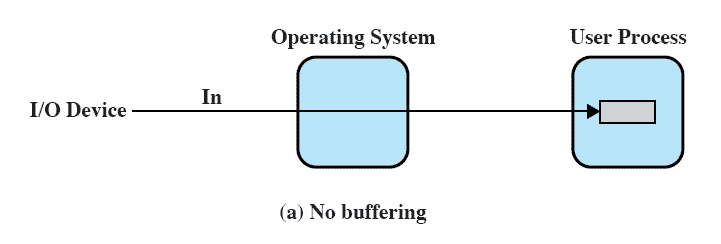 Operating System
User Process
In
I/O Device
(a) No buffering